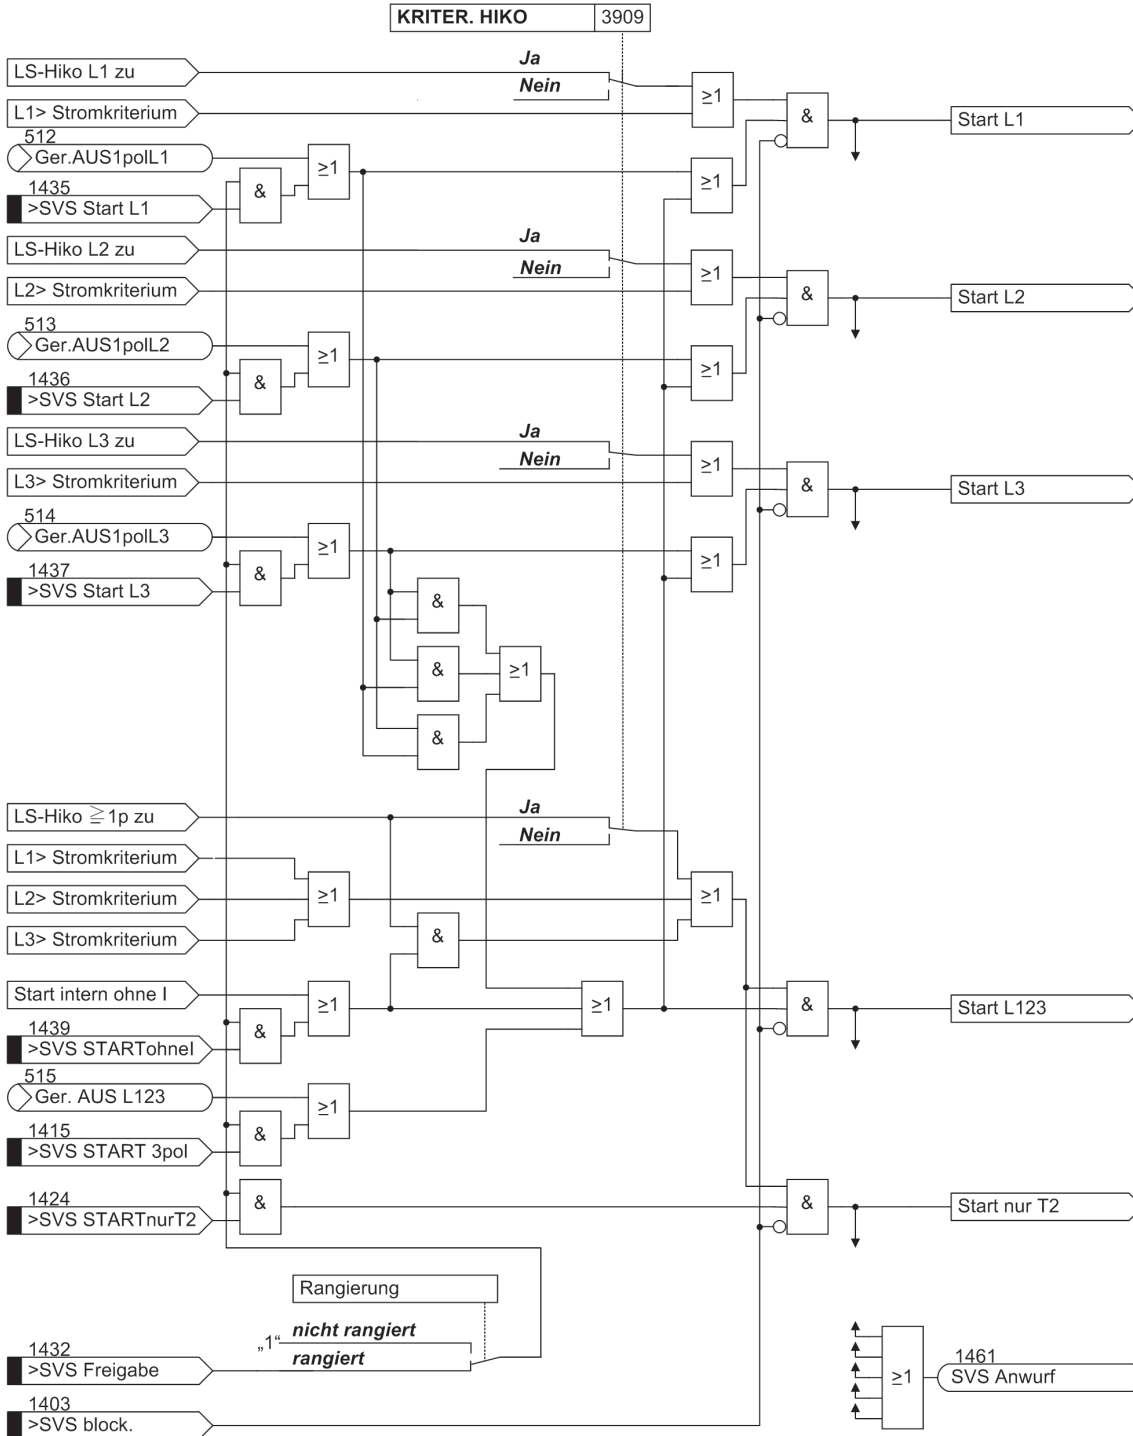 KRITER. HIKO 3909
LS-Hiko L1 zu
Ja
Nein
L1> Stromkriterium
≥1
&
Start L1
512
Ger.AUS1polL1
≥1
≥1
1435
>SVS Start L1
&
LS-Hiko L2 zu
Ja
Nein
L2> Stromkriterium
≥1
&
Start L2
513
Ger.AUS1polL2
≥1
≥1
1436
>SVS Start L2
&
LS-Hiko L3 zu
Ja
Nein
L3> Stromkriterium
≥1
&
Start L3
514
Ger.AUS1polL3
≥1
≥1
1437
>SVS Start L3
&
&
&
≥1
&
LS-Hiko ≧1p zu
Ja
Nein
L1> Stromkriterium
L2> Stromkriterium
≥1
≥1
L3> Stromkriterium
&
Start intern ohne I
≥1
≥1
&
Start L123
1439
>SVS STARTohneI
&
515
Ger. AUS L123
≥1
1415
>SVS START 3pol
&
1424
>SVS STARTnurT2
&
&
Start nur T2
Rangierung
„1“ nicht rangiert
rangiert
1432
>SVS Freigabe
≥1
1461
SVS Anwurf
1403
>SVS block.